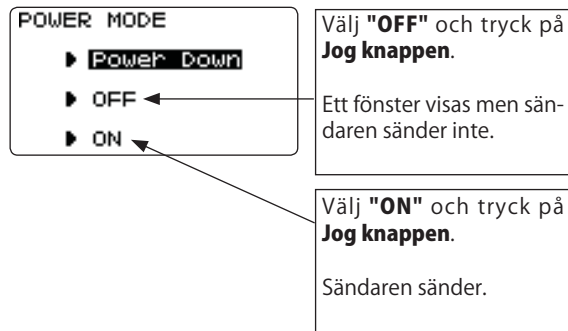 POWER MODE
Power Down
OFF
ON
Välj "OFF" och tryck på
Jog knappen.
Ett fönster visas men sän-
daren sänder inte.
Välj "ON" och tryck på
Jog knappen.
Sändaren sänder.